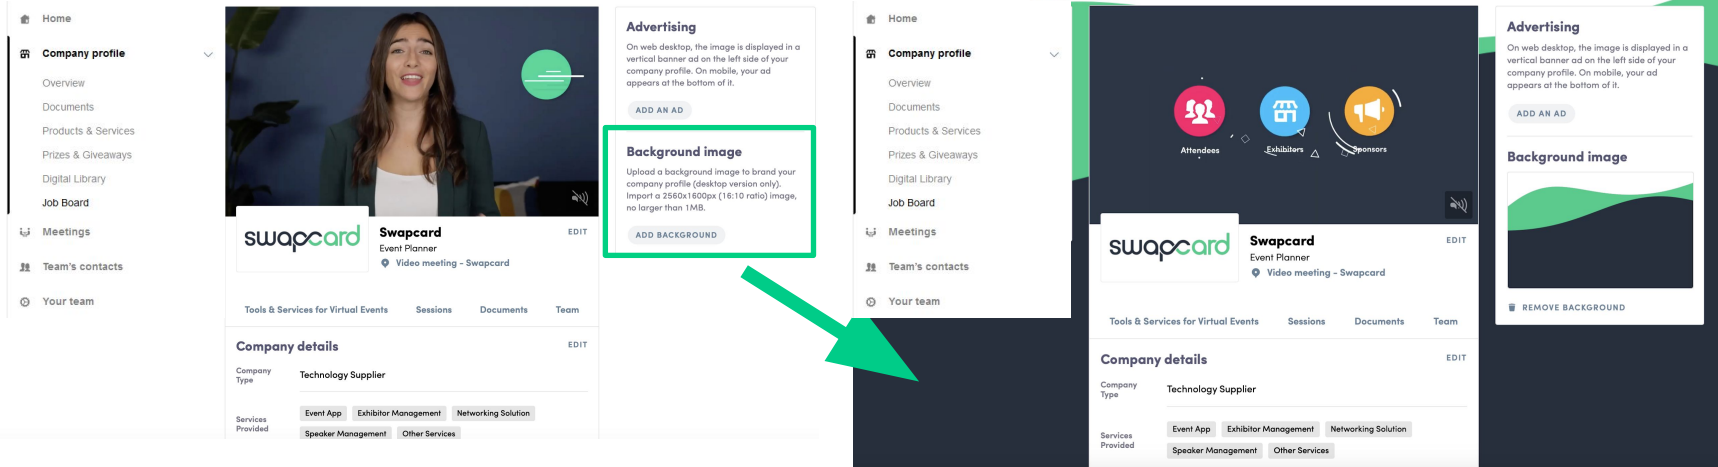 Home
Company profile
Overview
Documents
Products & Services
Prizes & Giveaways
Digital Library
Job Board
Meetings
Team's contacts
Your team
swapcard
Swapcard
EDIT
Event Planner
Video meeting - Swapcard
Tools & Services for Virtual Events Sessions Documents Team
Company details EDIT
Company
Type
Technology Supplier
Services
Provided
Event App Exhibitor Management Networking Solution
Speaker Management Other Services
Advertising
On web desktop, the image is displayed in a
vertical banner ad on the left side of your
company profile. On mobile, your ad
appears at the bottom of it.
ADD AN AD
Background image
Upload a background image to brand your
company profile (desktop version only).
Import a 2560x1600px (16:10 ratio) image,
no larger than 1MB.
ADD BACKGROUND
Home
Company profile
Overview
Documents
Products & Services
Prizes & Giveaways
Digital Library
Job Board
Meetings
Team's contacts
Your team
Attendees Exhibitors Sponsors
swapcard
Swapcard
EDIT
Event Planner
Video meeting - Swapcard
Tools & Services for Virtual Events Sessions Documents Team
Company details EDIT
Company
Type
Technology Supplier
Services
Provided
Event App Exhibitor Management Networking Solution
Speaker Management Other Services
Advertising
On web desktop, the image is displayed in a
vertical banner ad on the left side of your
company profile. On mobile, your ad
appears at the bottom of it.
ADD AN AD
Background image
REMOVE BACKGROUND